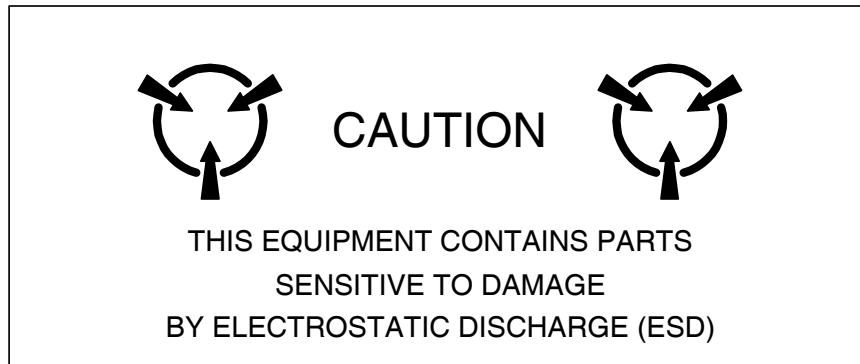 CAUTION
THIS EQUIPMENT CONTAINS PARTS
SENSITIVE TO DAMAGE
BY ELECTROSTATIC DISCHARGE (ESD)